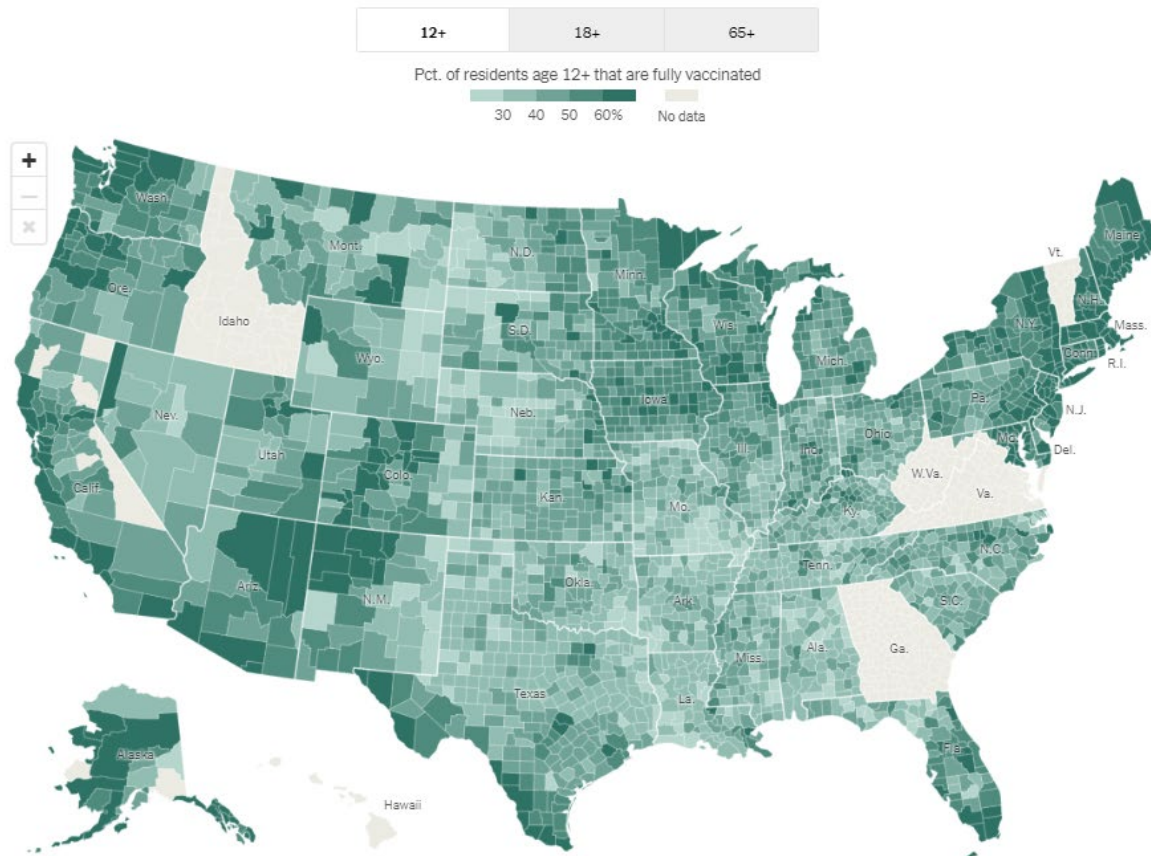 12+ 18+ 65+
Pct. of residents age 12+ that are fully vaccinated
30 40 50 60% No data
+
—
×
Wash.
Mont.
N.D.
Minn.
Maine
Vt.
Ore.
Idaho
S.D.
Wis.
N.Y.
N.H.
Mass.
Wyo.
Mich.
Conn.
R.I.
Nev.
Neb.
Iowa
Pa.
N.J.
Utah
Colo.
Ill.
Ind.
Ohio
Md.
Del.
Calif.
Kan.
Mo.
W.Va.
Va.
Ky.
Ariz.
N.M.
Okla.
Ark.
Tenn.
N.C.
S.C.
Texas
La.
Miss.
Ala.
Ga.
Alaska
Hawaii
Fla.